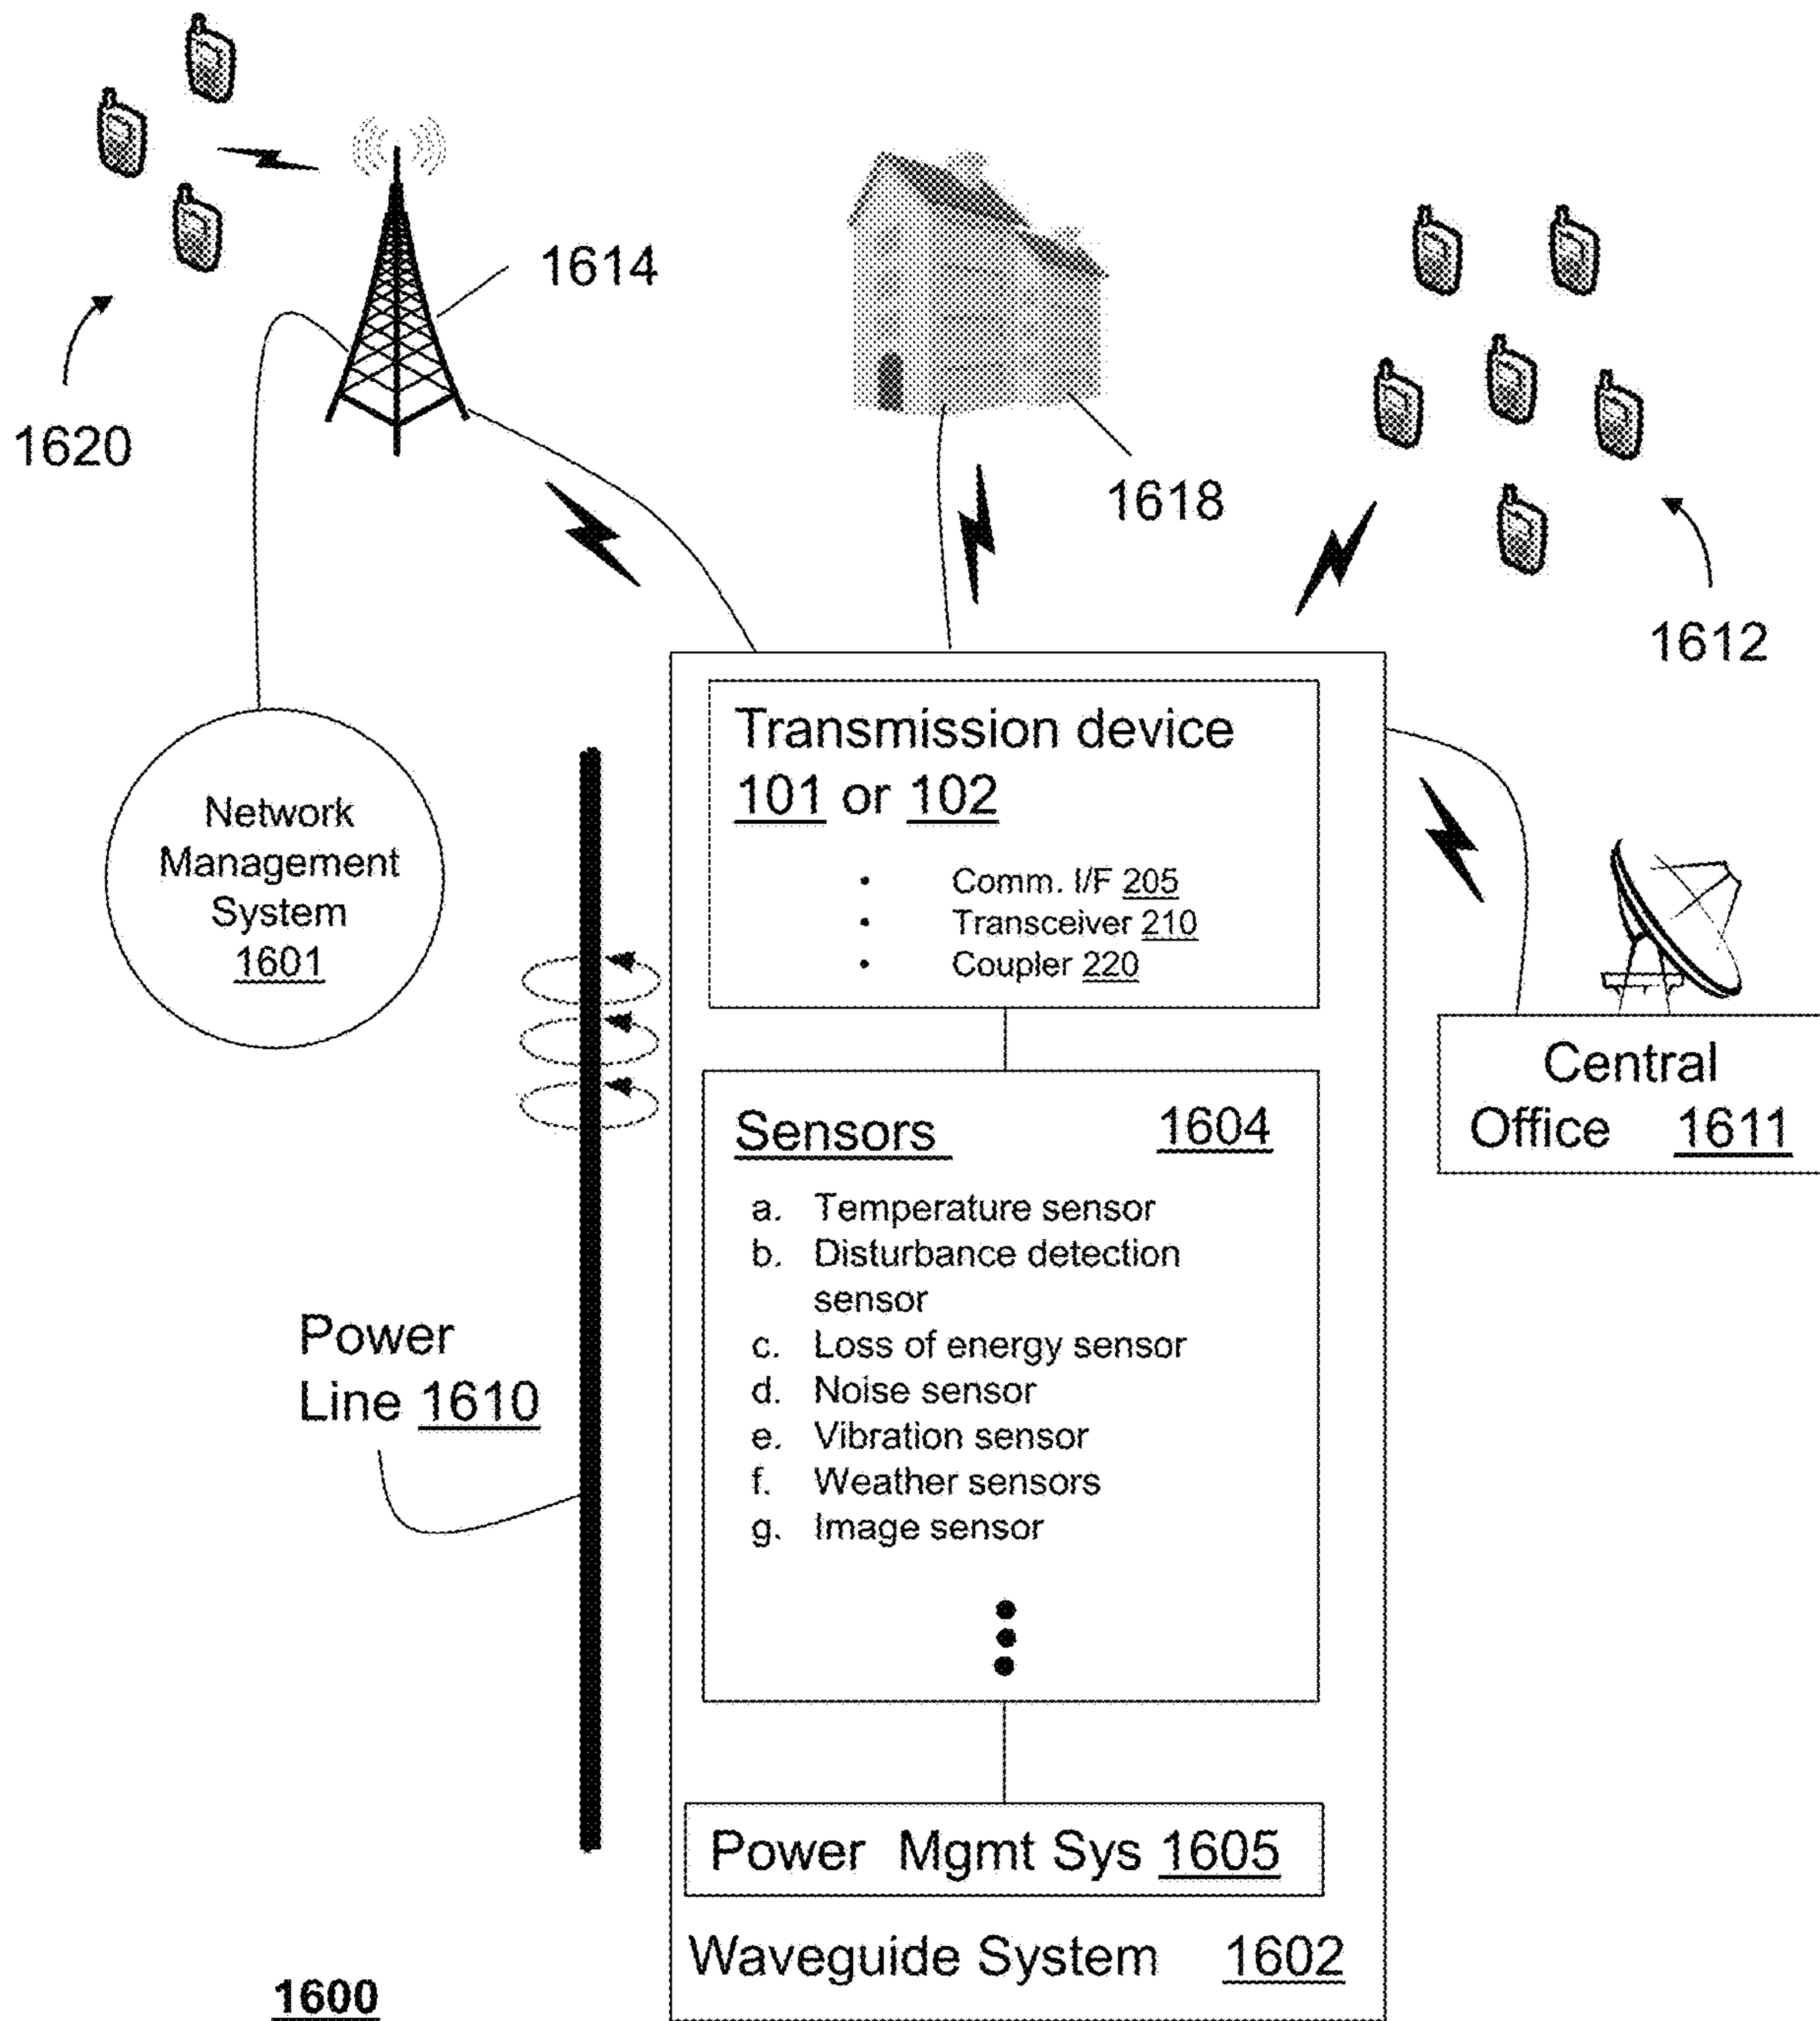 1614
1620
1618
1612
Network
Management
System
1601
Transmission device
101 or 102
• Comm. I/F 205
• Transceiver 210
• Coupler 220
Central
Office 1611
Sensors 1604
a. Temperature sensor
b. Disturbance detection
sensor
c. Loss of energy sensor
d. Noise sensor
e. Vibration sensor
f. Weather sensors
g. Image sensor
Power
Line 1610
Power Mgmt Sys 1605
Waveguide System 1602
1600